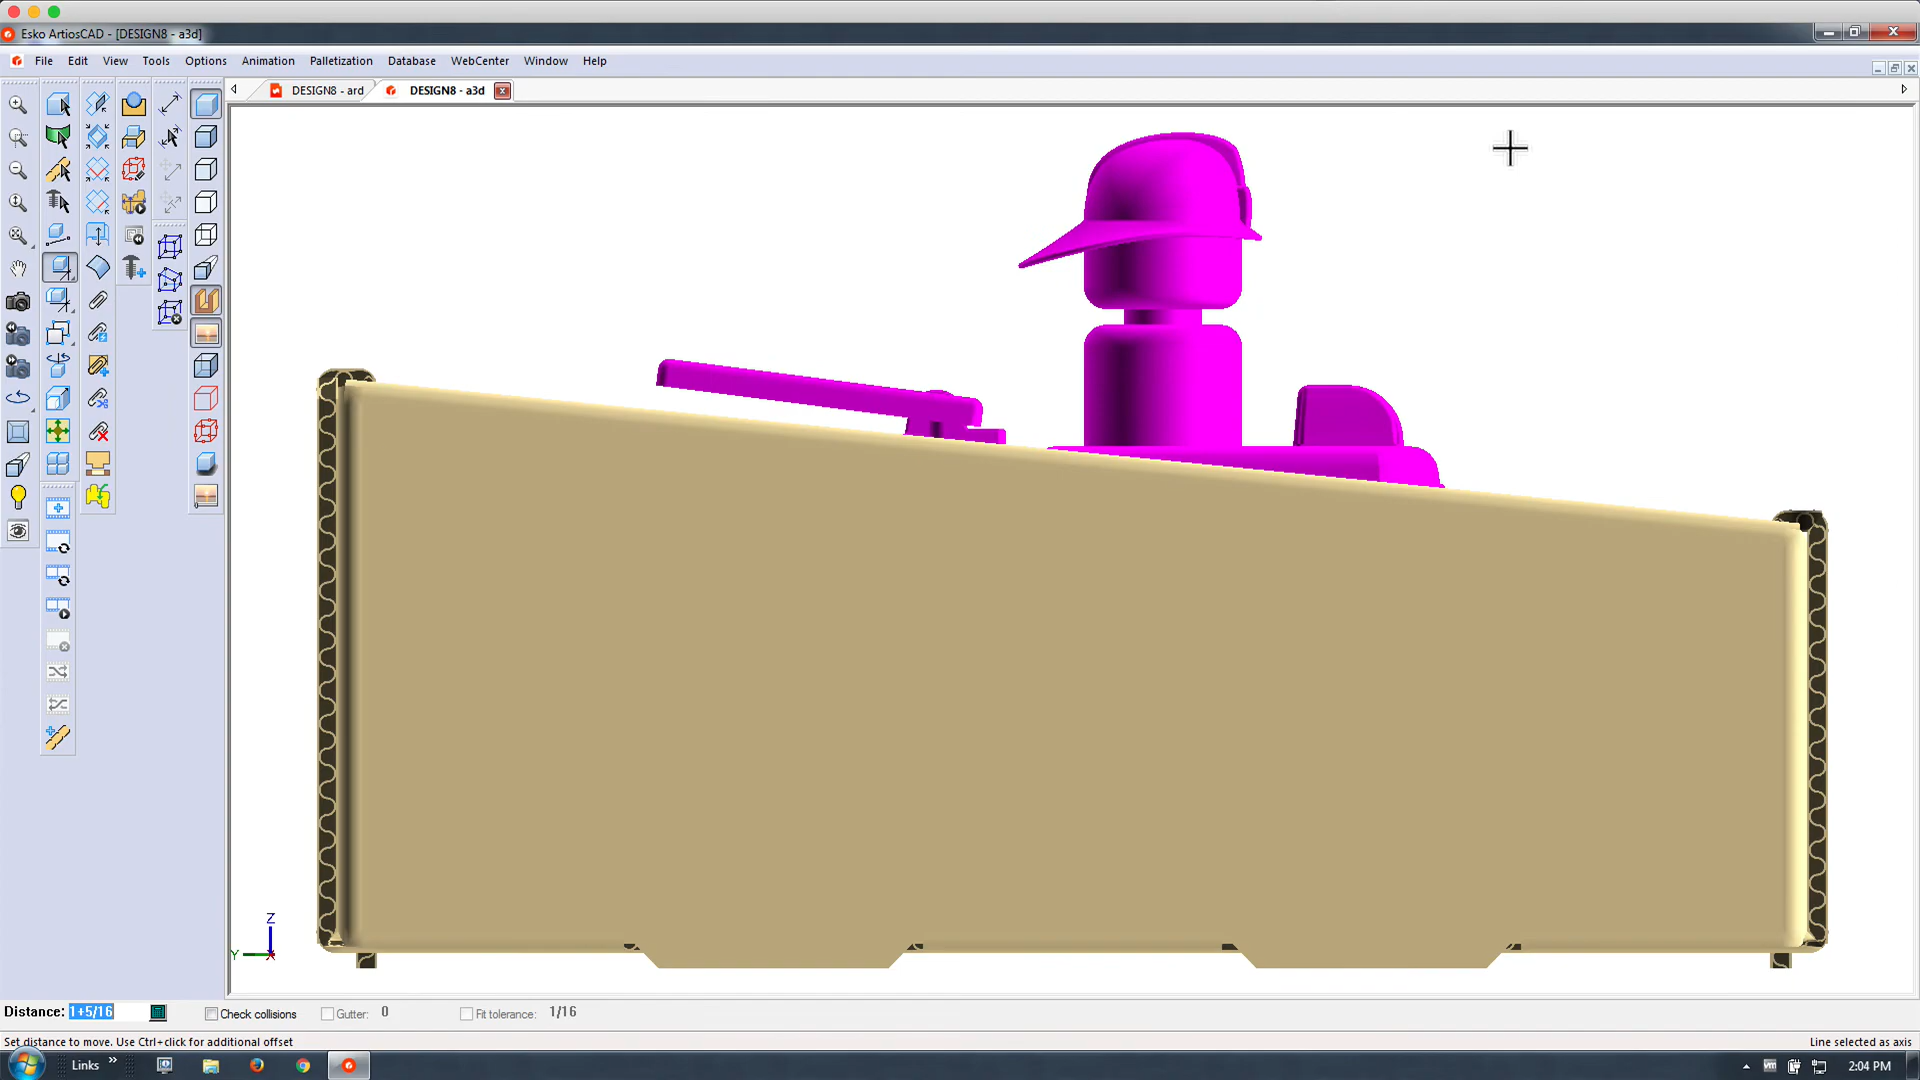 Esko ArtiosCAD - [DESIGN8 - a3d]
File Edit View Tools Options Animation Palletization Database WebCenter Window Help
DESIGN8 - ard
DESIGN8 - a3d
Z
Y
X
Distance: 1+5/16
Check collisions
Gutter: 0
Fit tolerance: 1/16
Set distance to move. Use Ctrl+click for additional offset
Line selected as axis
Links
2:04 PM